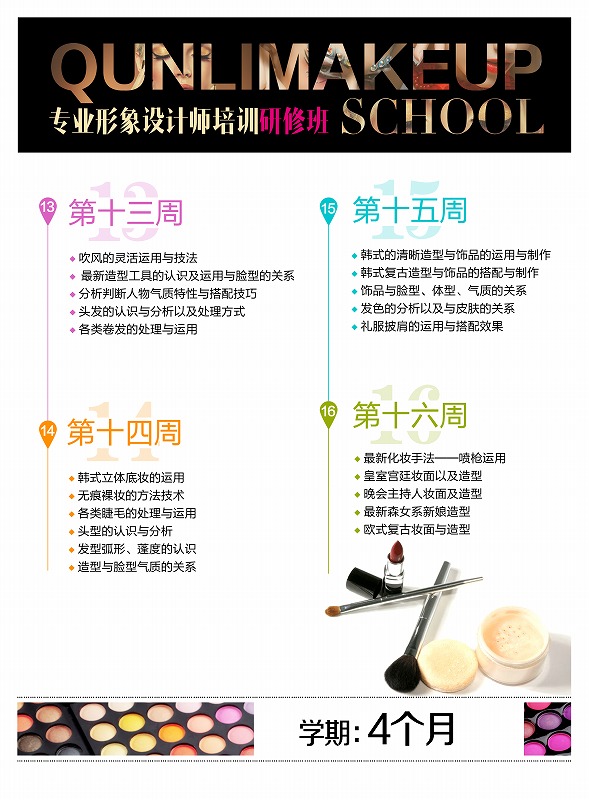 QUNLIMAKEUP
专业形象设计师培训研修班 SCHOOL
13
第十三周
吹风的灵活运用与技法
最新造型工具的认识及运用与脸型的关系
分析判断人物气质特性与搭配技巧
头发的认识与分析以及处理方式
各类卷发的处理与运用
14
第十四周
韩式立体底妆的运用
无痕裸妆的方法技术
各类睫毛的处理与运用
头型的认识与分析
发型弧形、蓬度的认识
造型与脸型气质的关系
15
第十五周
韩式的清晰造型与饰品的运用与制作
韩式复古造型与饰品的搭配与制作
饰品与脸型、体型、气质的关系
发色的分析以及与皮肤的关系
礼服披肩的运用与搭配效果
16
第十六周
最新化妆手法——喷枪运用
皇室宫廷妆面以及造型
晚会主持人妆面及造型
最新森女系新娘造型
欧式复古妆面与造型
学期：4个月